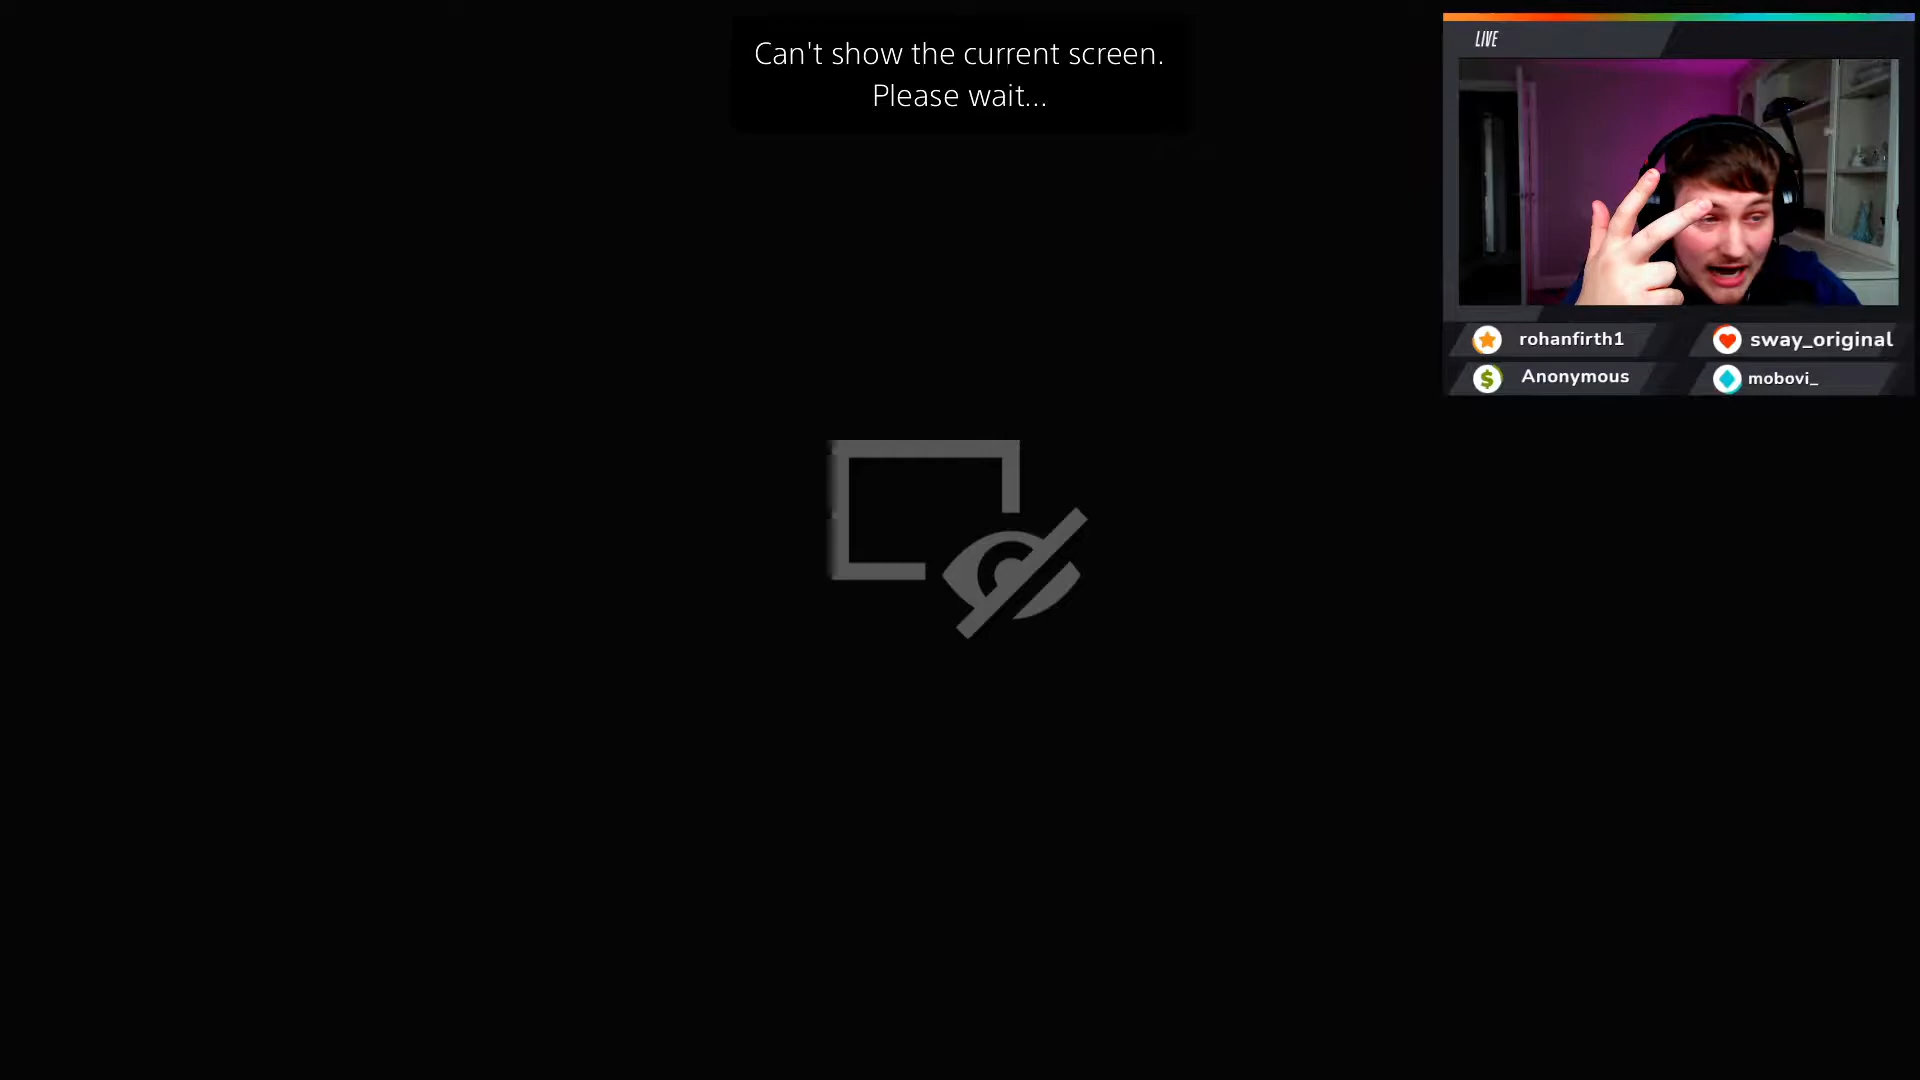 Can't show the current screen.
Please wait...
LIVE
rohanfirth1
sway_original
Anonymous
mobovi_